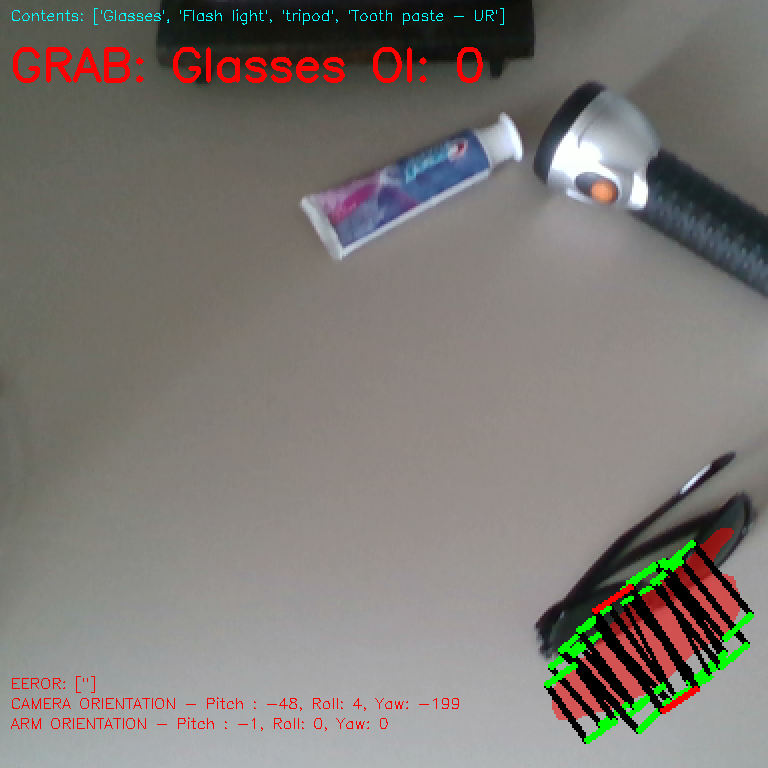 Contents: ['Glasses', 'Flash light', 'tripod', 'Tooth paste – UR']
GRAB: Glasses OI: 0
EEROR: ['']
CAMERA ORIENTATION – Pitch : –48, Roll: 4, Yaw: –199
ARM ORIENTATION – Pitch : –1, Roll: 0, Yaw: 0